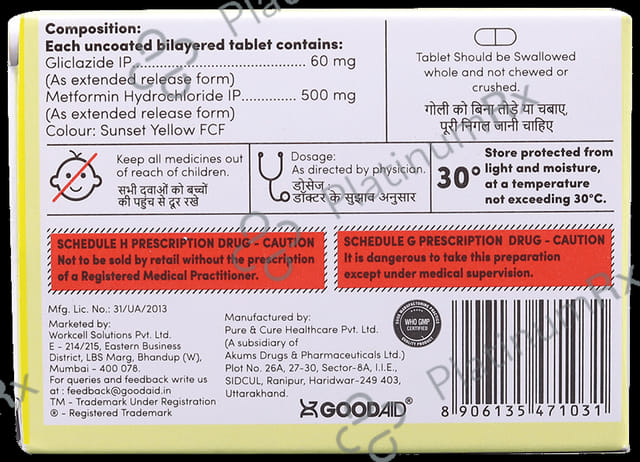 Composition:
Each uncoated bilayered tablet contains:
Gliclazide IP.................................. 60 mg
(As extended release form)
Metformin Hydrochloride IP.............. 500 mg
(As extended release form)
Colour: Sunset Yellow FCF
Tablet Should be Swallowed
whole and not chewed or
crushed.
गोली को बिना तोड़े या चबाए,
पूरी निगल जानी चाहिए
Keep all medicines out
of reach of children.
सभी दवाओं को बच्चों
की पहुंच से दूर रखे
Dosage:
As directed by physician.
डोसेज :
डॉक्टर के सुझाव अनुसार
30°
Store protected from
light and moisture,
at a temperature
not exceeding 30°C.
SCHEDULE H PRESCRIPTION DRUG - CAUTION
Not to be sold by retail without the prescription
of a Registered Medical Practitioner.
SCHEDULE G PRESCRIPTION DRUG - CAUTION
It is dangerous to take this preparation
except under medical supervision.
Mfg. Lic. No.: 31/UA/2013
Marketed by:
Workcell Solutions Pvt. Ltd.
E - 214/215, Eastern Business
District, LBS Marg, Bhandup (W),
Mumbai - 400 078.
For queries and feedback write us
at : feedback@goodaid.in
TM - Trademark Under Registration
® - Registered Trademark
Manufactured by:
Pure & Cure Healthcare Pvt. Ltd.
(A subsidiary of
Akums Drugs & Pharmaceuticals Ltd.)
Plot No. 26A, 27-30, Sector-8A, I.I.E.,
SIDCUL, Ranipur, Haridwar-249 403,
Uttarakhand.
GOODAID®
GOOD MANUFACTURING PRACTICES
WHO GMP
CERTIFIED
QUALITY PRODUCT
8 906135 471031
PlatinumRx
PlatinumRx
PlatinumRx
PlatinumRx